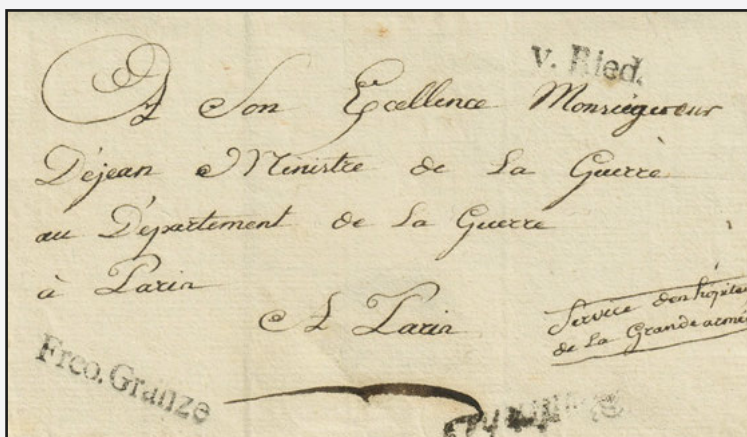 V. Ried.
A Son Excellence Monseigneur
Dejean Ministre de La Guerre
au Département de La Guerre
à Paris
A Paris
Service des hôpitaux
de La Grande armée
Frco. Granze